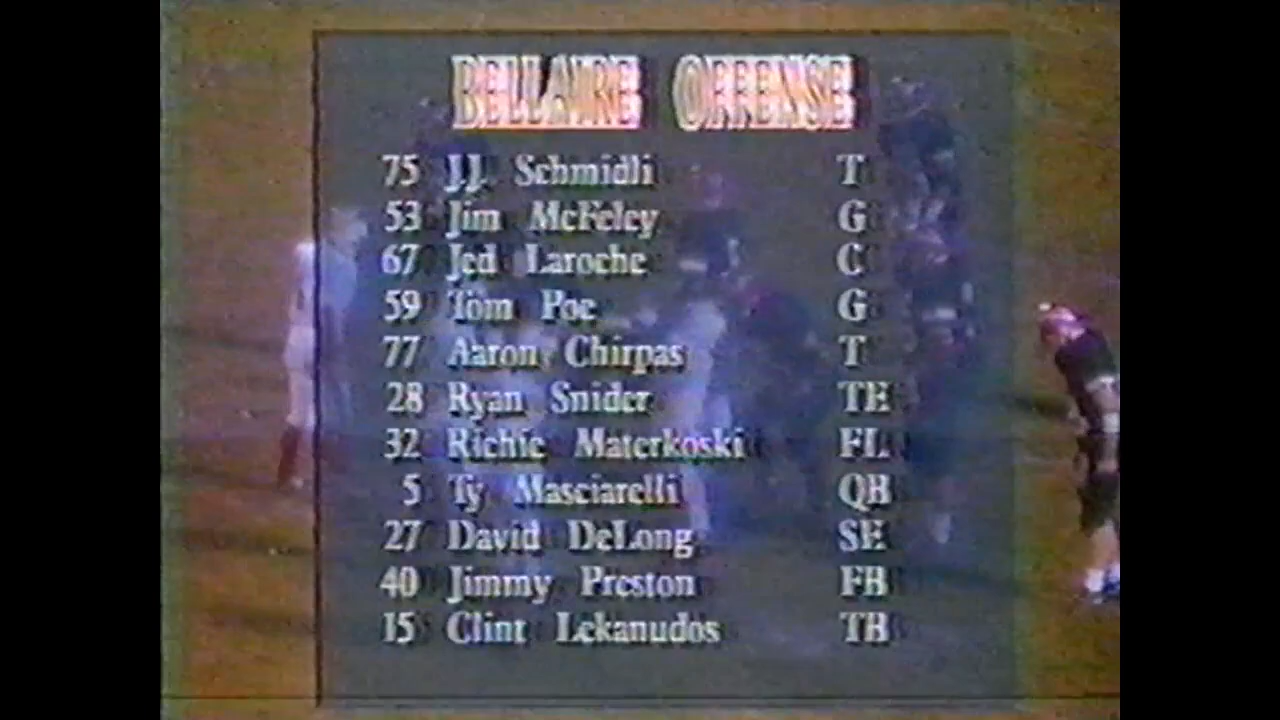 BELLAIRE OFFENSE
75 J.J. Schmidli T
53 Jim McFeley G
67 Jed Laroche C
59 Tom Poe G
77 Aaron Chirpas T
28 Ryan Snider TE
32 Richie Materkoski FL
5 Ty Masciarelli QB
27 David DeLong SE
40 Jimmy Preston FB
15 Clint Lekanudos TB